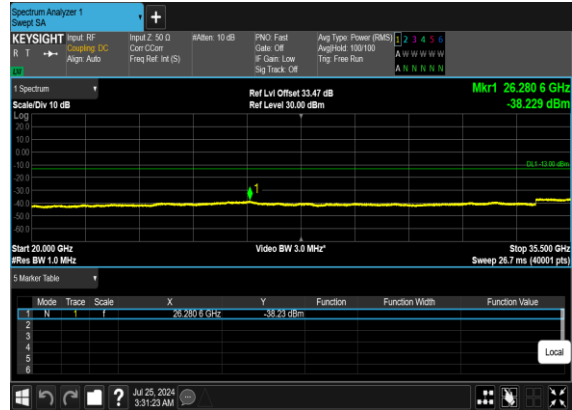 Spectrum Analyzer 1
Swept SA
+
KEYSIGHT Input: RF Input Z: 50 Ω #Atten: 10 dB PNO: Fast Avg Type: Power (RMS) 1 2 3 4 5 6
R T Coupling: DC Corr CCorr Gate: Off Avg|Hold: 100/100 A W W W W W
Align: Auto Freq Ref: Int (S) IF Gain: Low Trig: Free Run
Sig Track: Off A N N N N N
1 Spectrum Ref Lvl Offset 33.47 dB Mkr1 26.280 6 GHz
Scale/Div 10 dB Ref Level 30.00 dBm -38.229 dBm
Log
20.0
10.0
0.00
-10.0
DL1 -13.00 dBm
-20.0
-30.0
1
-40.0
-50.0
-60.0
Start 20.000 GHz Video BW 3.0 MHz* Stop 35.500 GHz
#Res BW 1.0 MHz Sweep 26.7 ms (40001 pts)
5 Marker Table
Mode Trace Scale X Y Function Function Width Function Value
1 N 1 f 26.280 6 GHz -38.23 dBm
2
3
4
5
6
Local
? Jul 25, 2024
3:31:23 AM